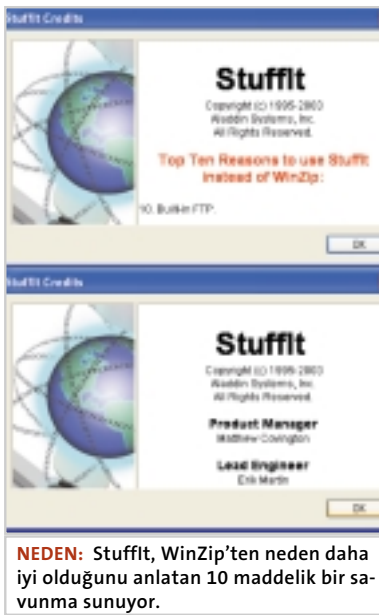 StuffIt Credits
StuffIt
Copyright (c) 1995-2003
Aladdin Systems, Inc.
All Rights Reserved.
Top Ten Reasons to use StuffIt
instead of WinZip:
10. Built-in FTP.
OK
StuffIt Credits
StuffIt
Copyright (c) 1995-2003
Aladdin Systems, Inc.
All Rights Reserved.
Product Manager
Matthew Covington
Lead Engineer
Erik Martin
OK
NEDEN: StuffIt, WinZip’ten neden daha
iyi olduğunu anlatan 10 maddelik bir sa-
vunma sunuyor.